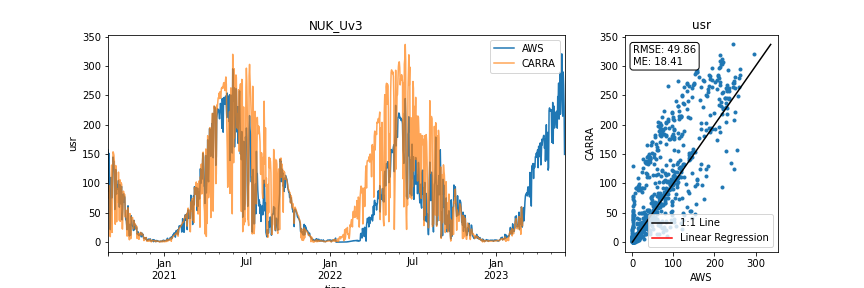 NUK_Uv3
usr
350
300
250
200
150
100
50
0
usr
AWS
CARRA
Jan
2021
Jul
Jan
2022
Jul
Jan
2023
time
350
300
250
200
150
100
50
0
CARRA
RMSE: 49.86
ME: 18.41
1:1 Line
Linear Regression
0 100 200 300
AWS